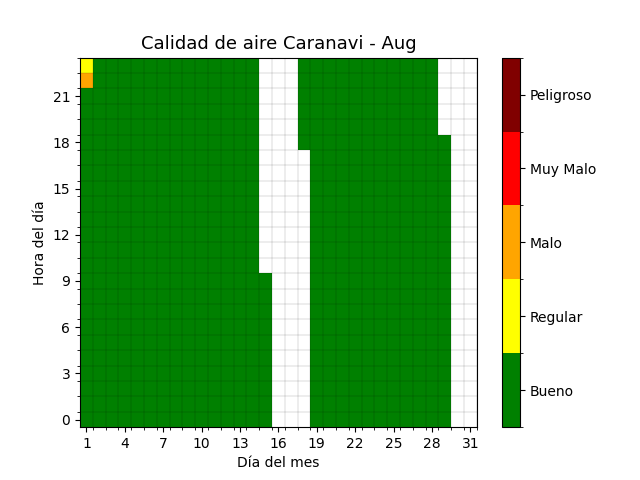 Calidad de aire Caranavi - Aug
Hora del día
21
18
15
12
9
6
3
0
1 4 7 10 13 16 19 22 25 28 31
Día del mes
Peligroso
Muy Malo
Malo
Regular
Bueno